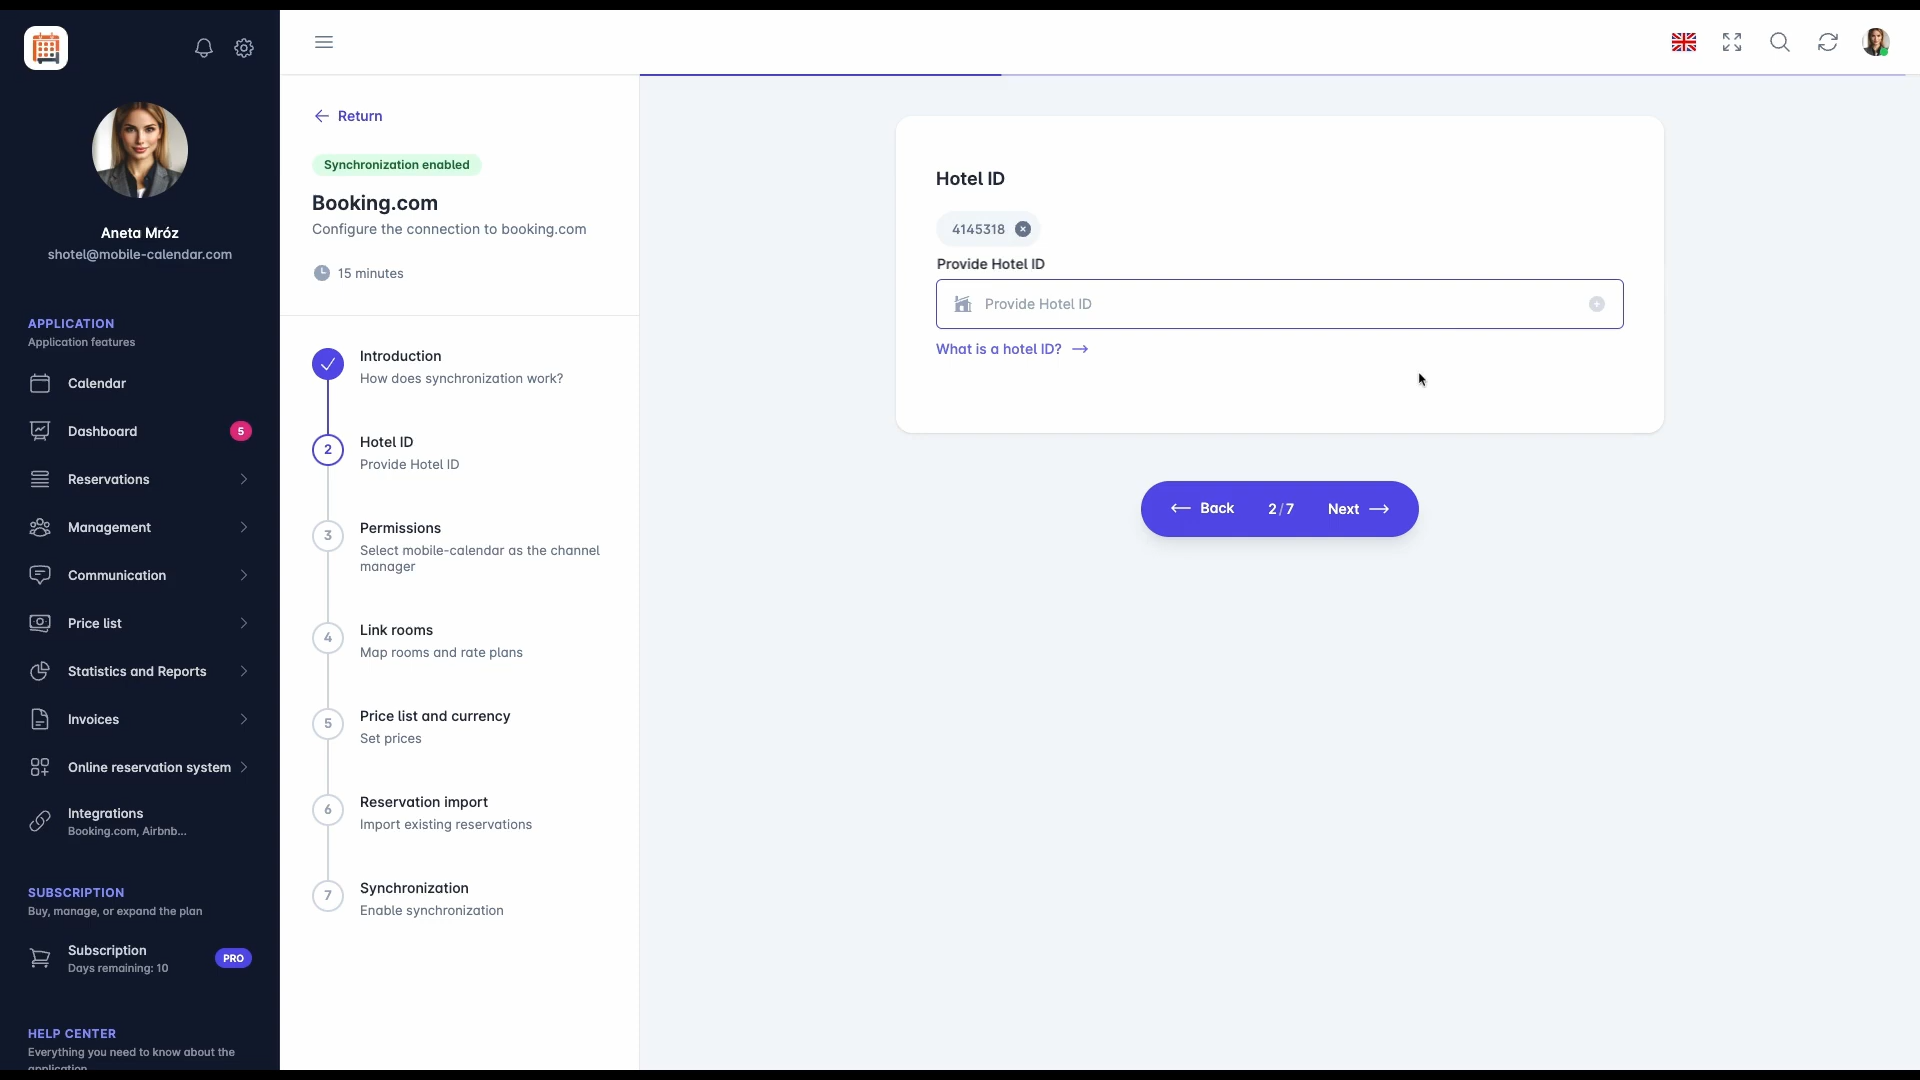 Aneta Mróz
shotel@mobile-calendar.com
APPLICATION
Application features
Calendar
Dashboard
5
Reservations
Management
Communication
Price list
Statistics and Reports
Invoices
Online reservation system
Integrations
Booking.com, Airbnb...
SUBSCRIPTION
Buy, manage, or expand the plan
Subscription
Days remaining: 10
PRO
HELP CENTER
Everything you need to know about the
application
Return
Synchronization enabled
Booking.com
Configure the connection to booking.com
15 minutes
Introduction
How does synchronization work?
2
Hotel ID
Provide Hotel ID
3
Permissions
Select mobile-calendar as the channel
manager
4
Link rooms
Map rooms and rate plans
5
Price list and currency
Set prices
6
Reservation import
Import existing reservations
7
Synchronization
Enable synchronization
Hotel ID
4145318
Provide Hotel ID
Provide Hotel ID
What is a hotel ID?
Back 2/7 Next